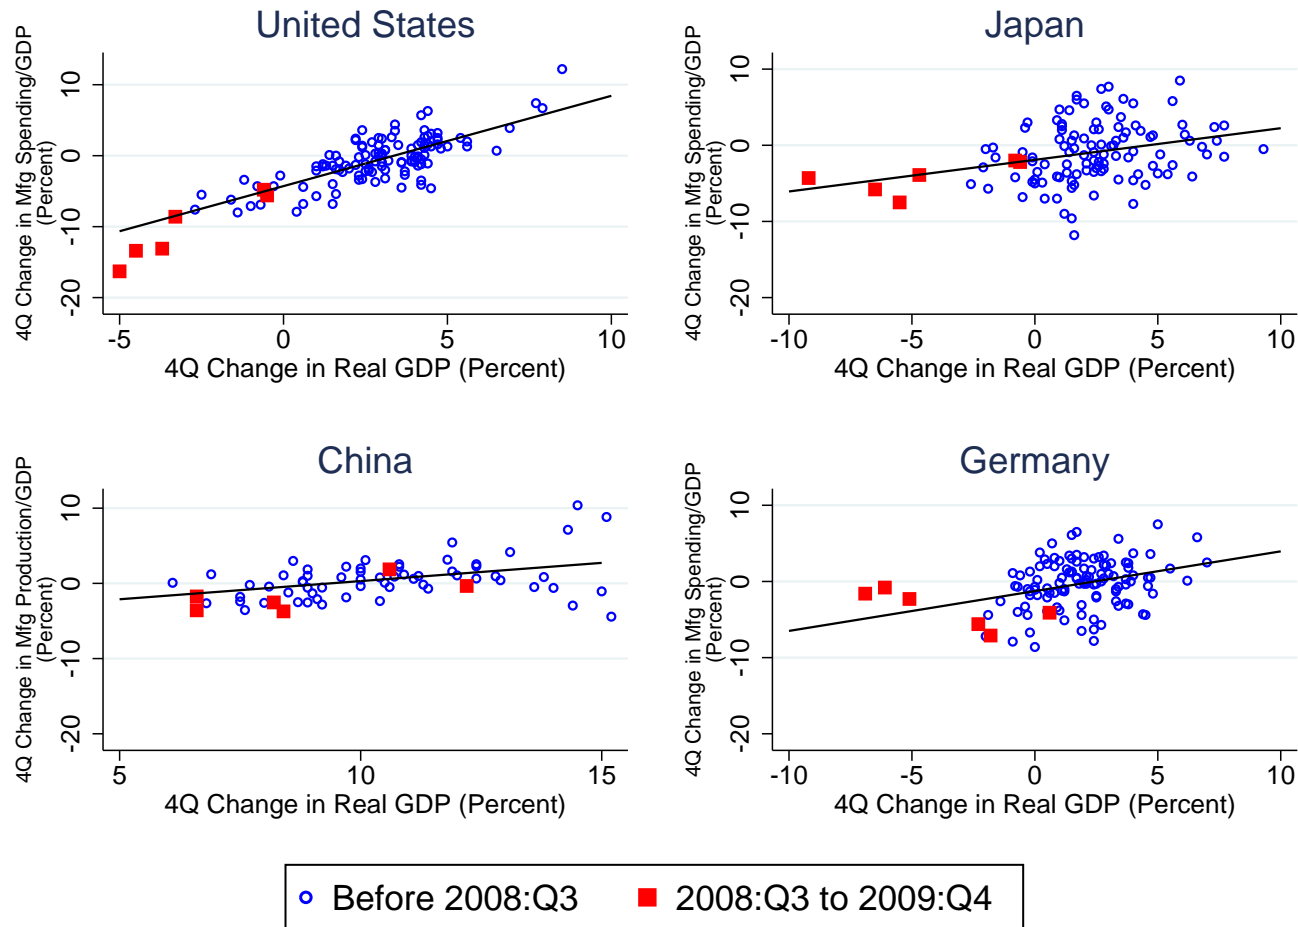 United States
4Q Change in Mfg Spending/GDP
(Percent)
10
0
-10
-20
-5
0
5
10
4Q Change in Real GDP (Percent)
Japan
4Q Change in Mfg Spending/GDP
(Percent)
10
0
-10
-20
-10
-5
0
5
10
4Q Change in Real GDP (Percent)
China
4Q Change in Mfg Production/GDP
(Percent)
10
0
-10
-20
5
10
15
4Q Change in Real GDP (Percent)
Germany
4Q Change in Mfg Spending/GDP
(Percent)
10
0
-10
-20
-10
-5
0
5
10
4Q Change in Real GDP (Percent)
Before 2008:Q3
2008:Q3 to 2009:Q4